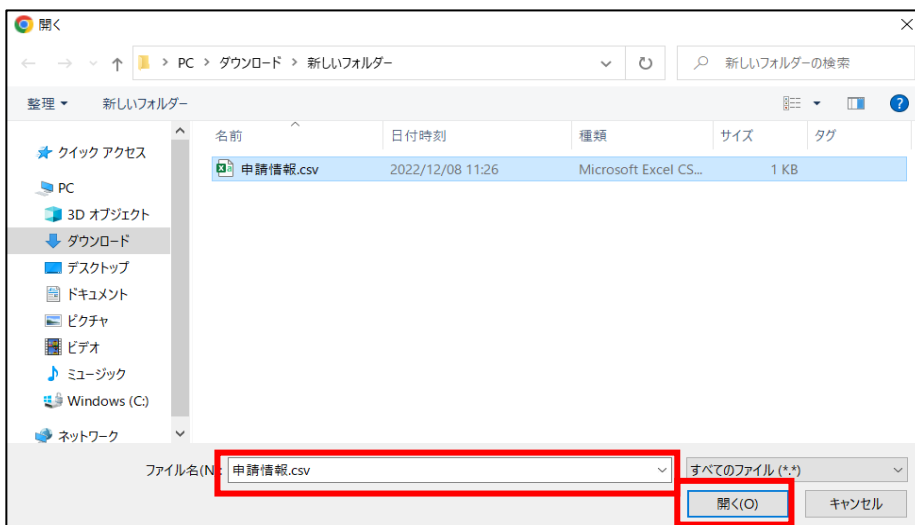 開く
PC > ダウンロード > 新しいフォルダー
新しいフォルダーの検索
整理 新しいフォルダー
名前 日付時刻 種類 サイズ タグ
申請情報.csv 2022/12/08 11:26 Microsoft Excel CS... 1 KB
クイック アクセス
PC
3D オブジェクト
ダウンロード
デスクトップ
ドキュメント
ピクチャ
ビデオ
ミュージック
Windows (C:)
ネットワーク
ファイル名(N): 申請情報.csv
すべてのファイル (*.*)
開く(O) キャンセル